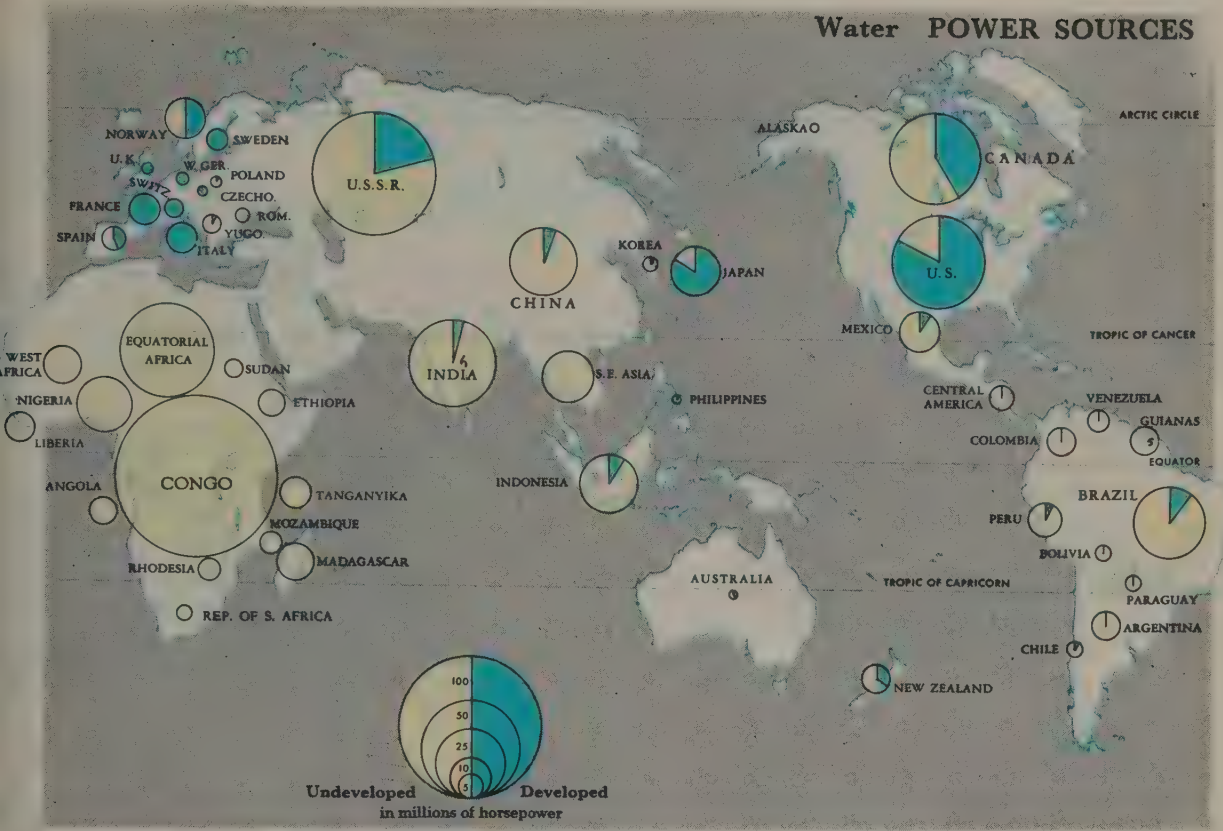 Water POWER SOURCES
ARCTIC CIRCLE
NORWAY
SWEDEN
ALASKA
CANADA
U.K.
W. GER.
POLAND
U.S.S.R.
SWITZ.
CZECHO.
FRANCE
ROM.
SPAIN
YUGO.
ITALY
KOREA
JAPAN
U.S.
CHINA
MEXICO
TROPIC OF CANCER
EQUATORIAL
AFRICA
WEST
AFRICA
SUDAN
INDIA
S.E. ASIA
NIGERIA
ETHIOPIA
PHILIPPINES
CENTRAL
AMERICA
VENEZUELA
GUIANAS
LIBERIA
COLOMBIA
EQUATOR
CONGO
ANGOLA
TANGANYIKA
INDONESIA
BRAZIL
MOZAMBIQUE
PERU
RHODESIA
MADAGASCAR
BOLIVIA
AUSTRALIA
TROPIC OF CAPRICORN
PARAGUAY
REP. OF S. AFRICA
ARGENTINA
CHILE
NEW ZEALAND
100
50
25
10
5
Undeveloped Developed
in millions of horsepower